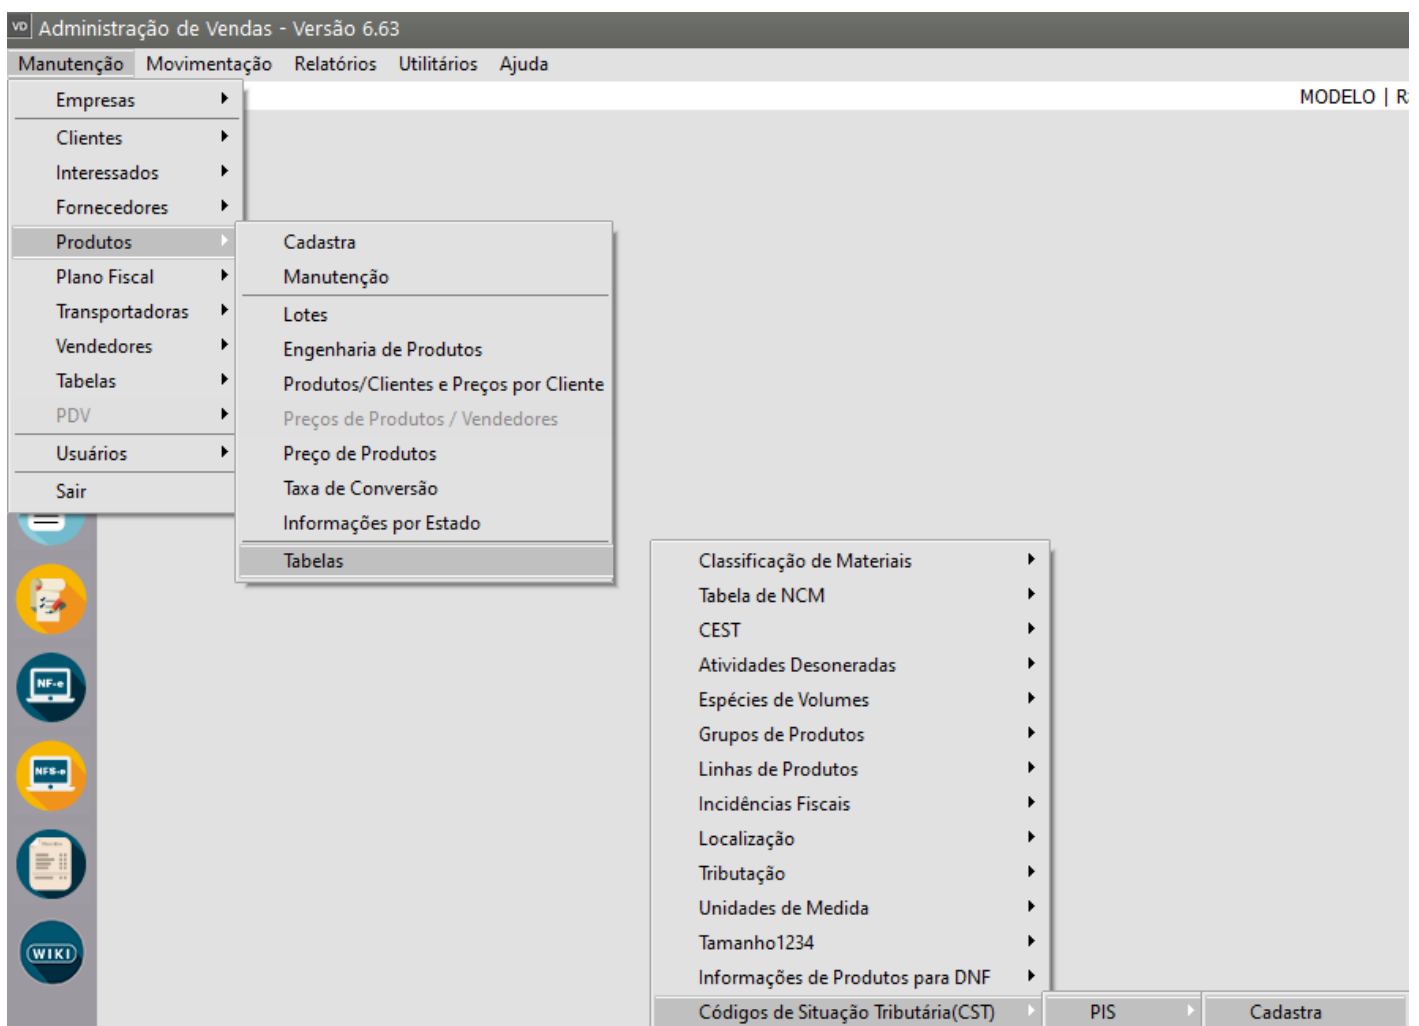 VD Administração de Vendas - Versão 6.63
Manutenção Movimentação Relatórios Utilitários Ajuda
MODELO | R
Empresas
Clientes
Interessados
Fornecedores
Produtos
Plano Fiscal
Transportadoras
Vendedores
Tabelas
PDV
Usuários
Sair
Cadastra
Manutenção
Lotes
Engenharia de Produtos
Produtos/Clientes e Preços por Cliente
Preços de Produtos / Vendedores
Preço de Produtos
Taxa de Conversão
Informações por Estado
Tabelas
Classificação de Materiais
Tabela de NCM
CEST
Atividades Desoneradas
Espécies de Volumes
Grupos de Produtos
Linhas de Produtos
Incidências Fiscais
Localização
Tributação
Unidades de Medida
Tamanho1234
Informações de Produtos para DNF
Códigos de Situação Tributária(CST)
PIS
Cadastra
NF-e
NFS-e
WIKI